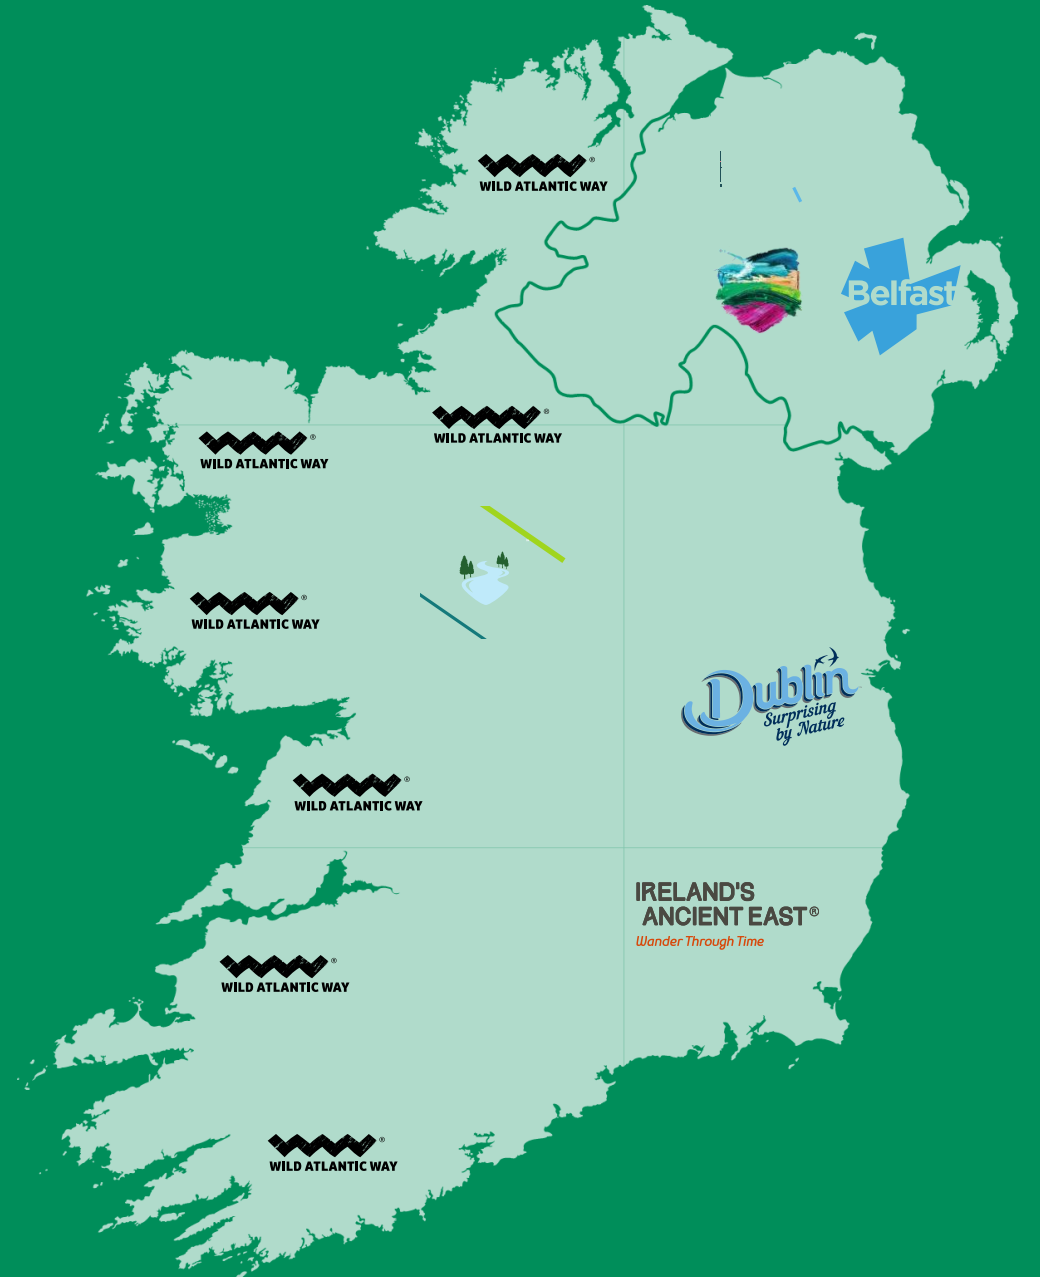 ®
WILD ATLANTIC WAY
Belfast
®
WILD ATLANTIC WAY
®
WILD ATLANTIC WAY
®
WILD ATLANTIC WAY
Dublin
Surprising
by Nature
®
WILD ATLANTIC WAY
IRELAND'S
ANCIENT EAST®
Wander Through Time
®
WILD ATLANTIC WAY
®
WILD ATLANTIC WAY